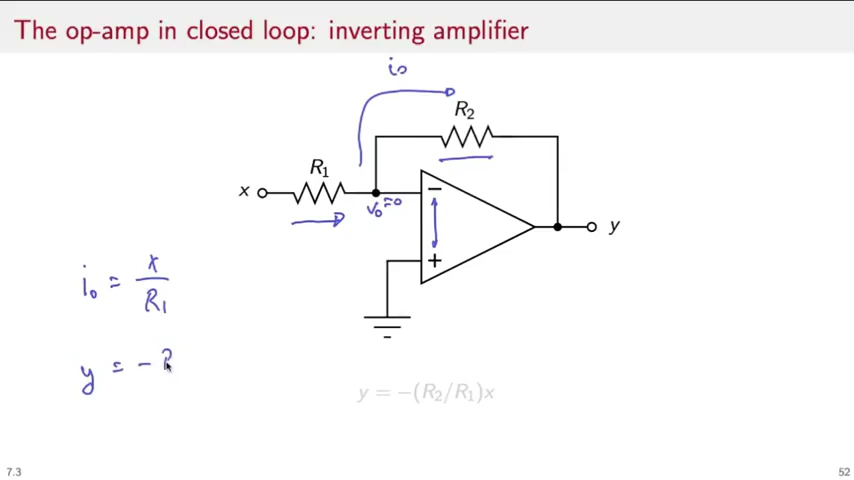 The op-amp in closed loop: inverting amplifier
i₀
R₂
R₁
x
v₀=0
−
+
y
i₀ = x/R₁
y = - R
y = −(R₂/R₁)x
7.3
52